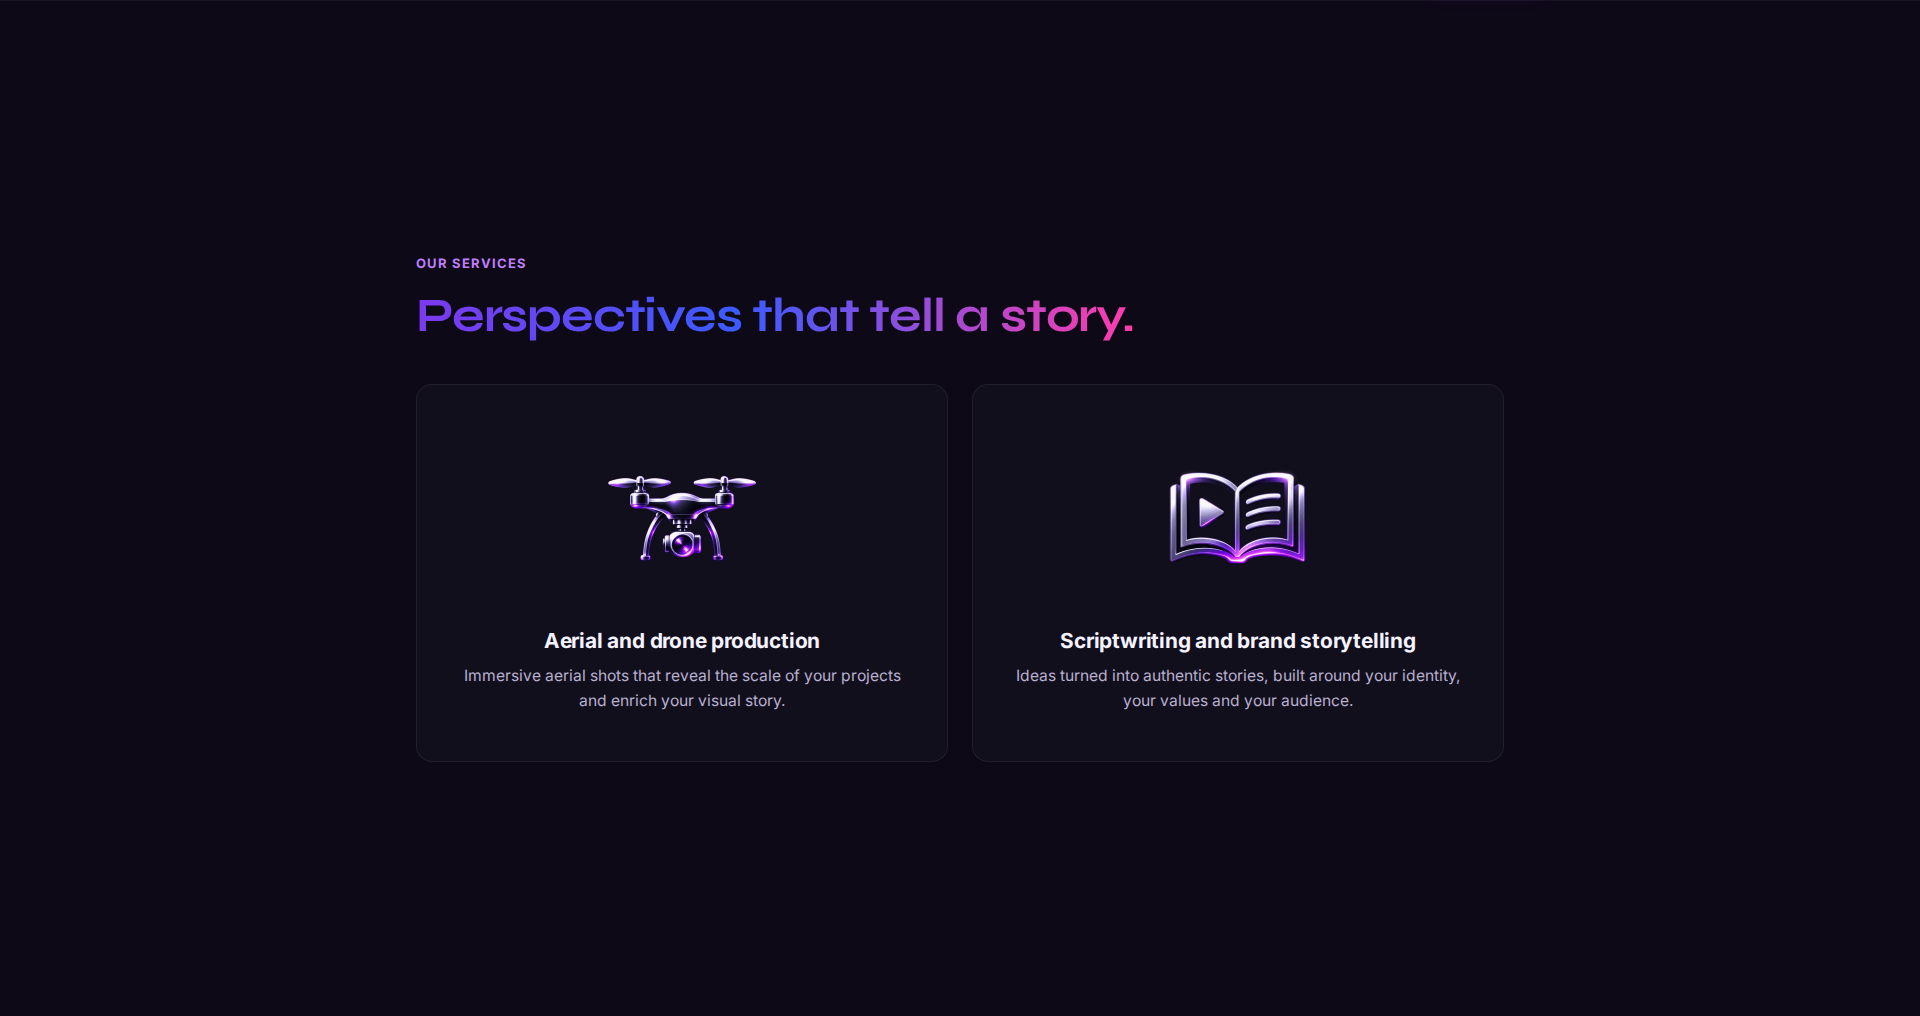 OUR SERVICES
Perspectives that tell a story.
Aerial and drone production
Immersive aerial shots that reveal the scale of your projects
and enrich your visual story.
Scriptwriting and brand storytelling
Ideas turned into authentic stories, built around your identity,
your values and your audience.